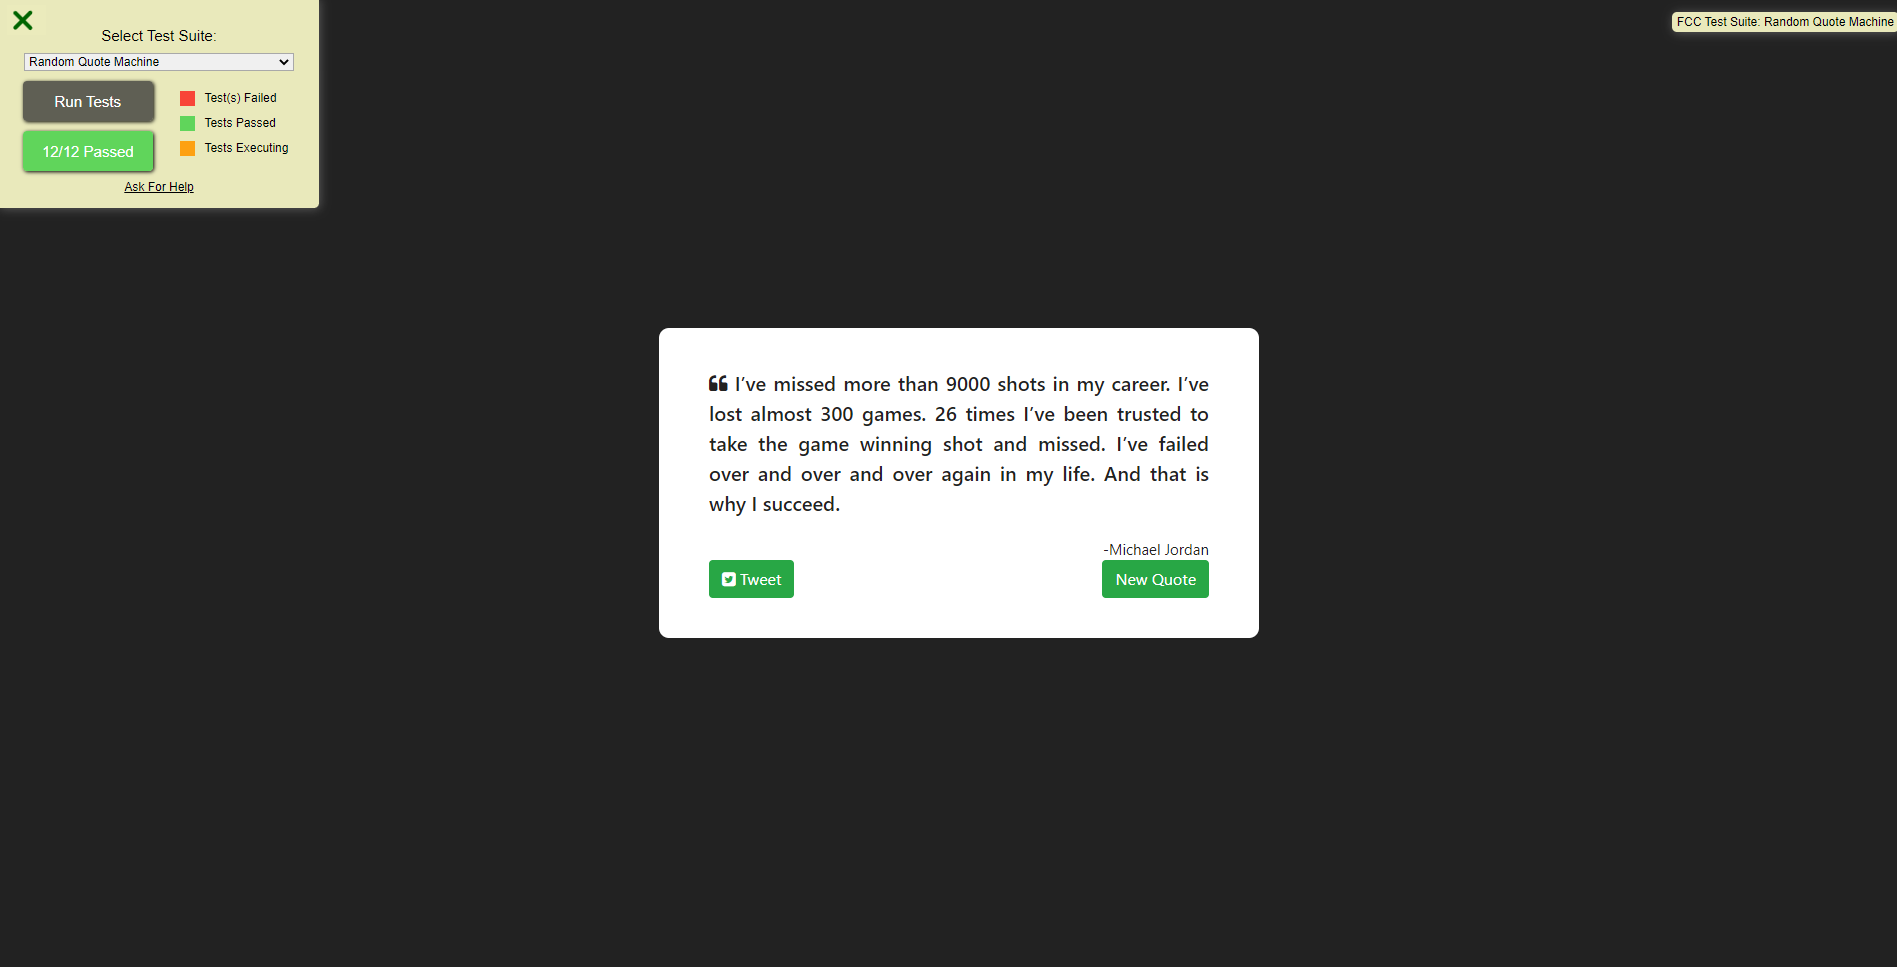 Select Test Suite:
Random Quote Machine
Run Tests
12/12 Passed
Test(s) Failed
Tests Passed
Tests Executing
Ask For Help
FCC Test Suite: Random Quote Machine
I’ve missed more than 9000 shots in my career. I’ve
lost almost 300 games. 26 times I’ve been trusted to
take the game winning shot and missed. I’ve failed
over and over and over again in my life. And that is
why I succeed.
-Michael Jordan
Tweet
New Quote